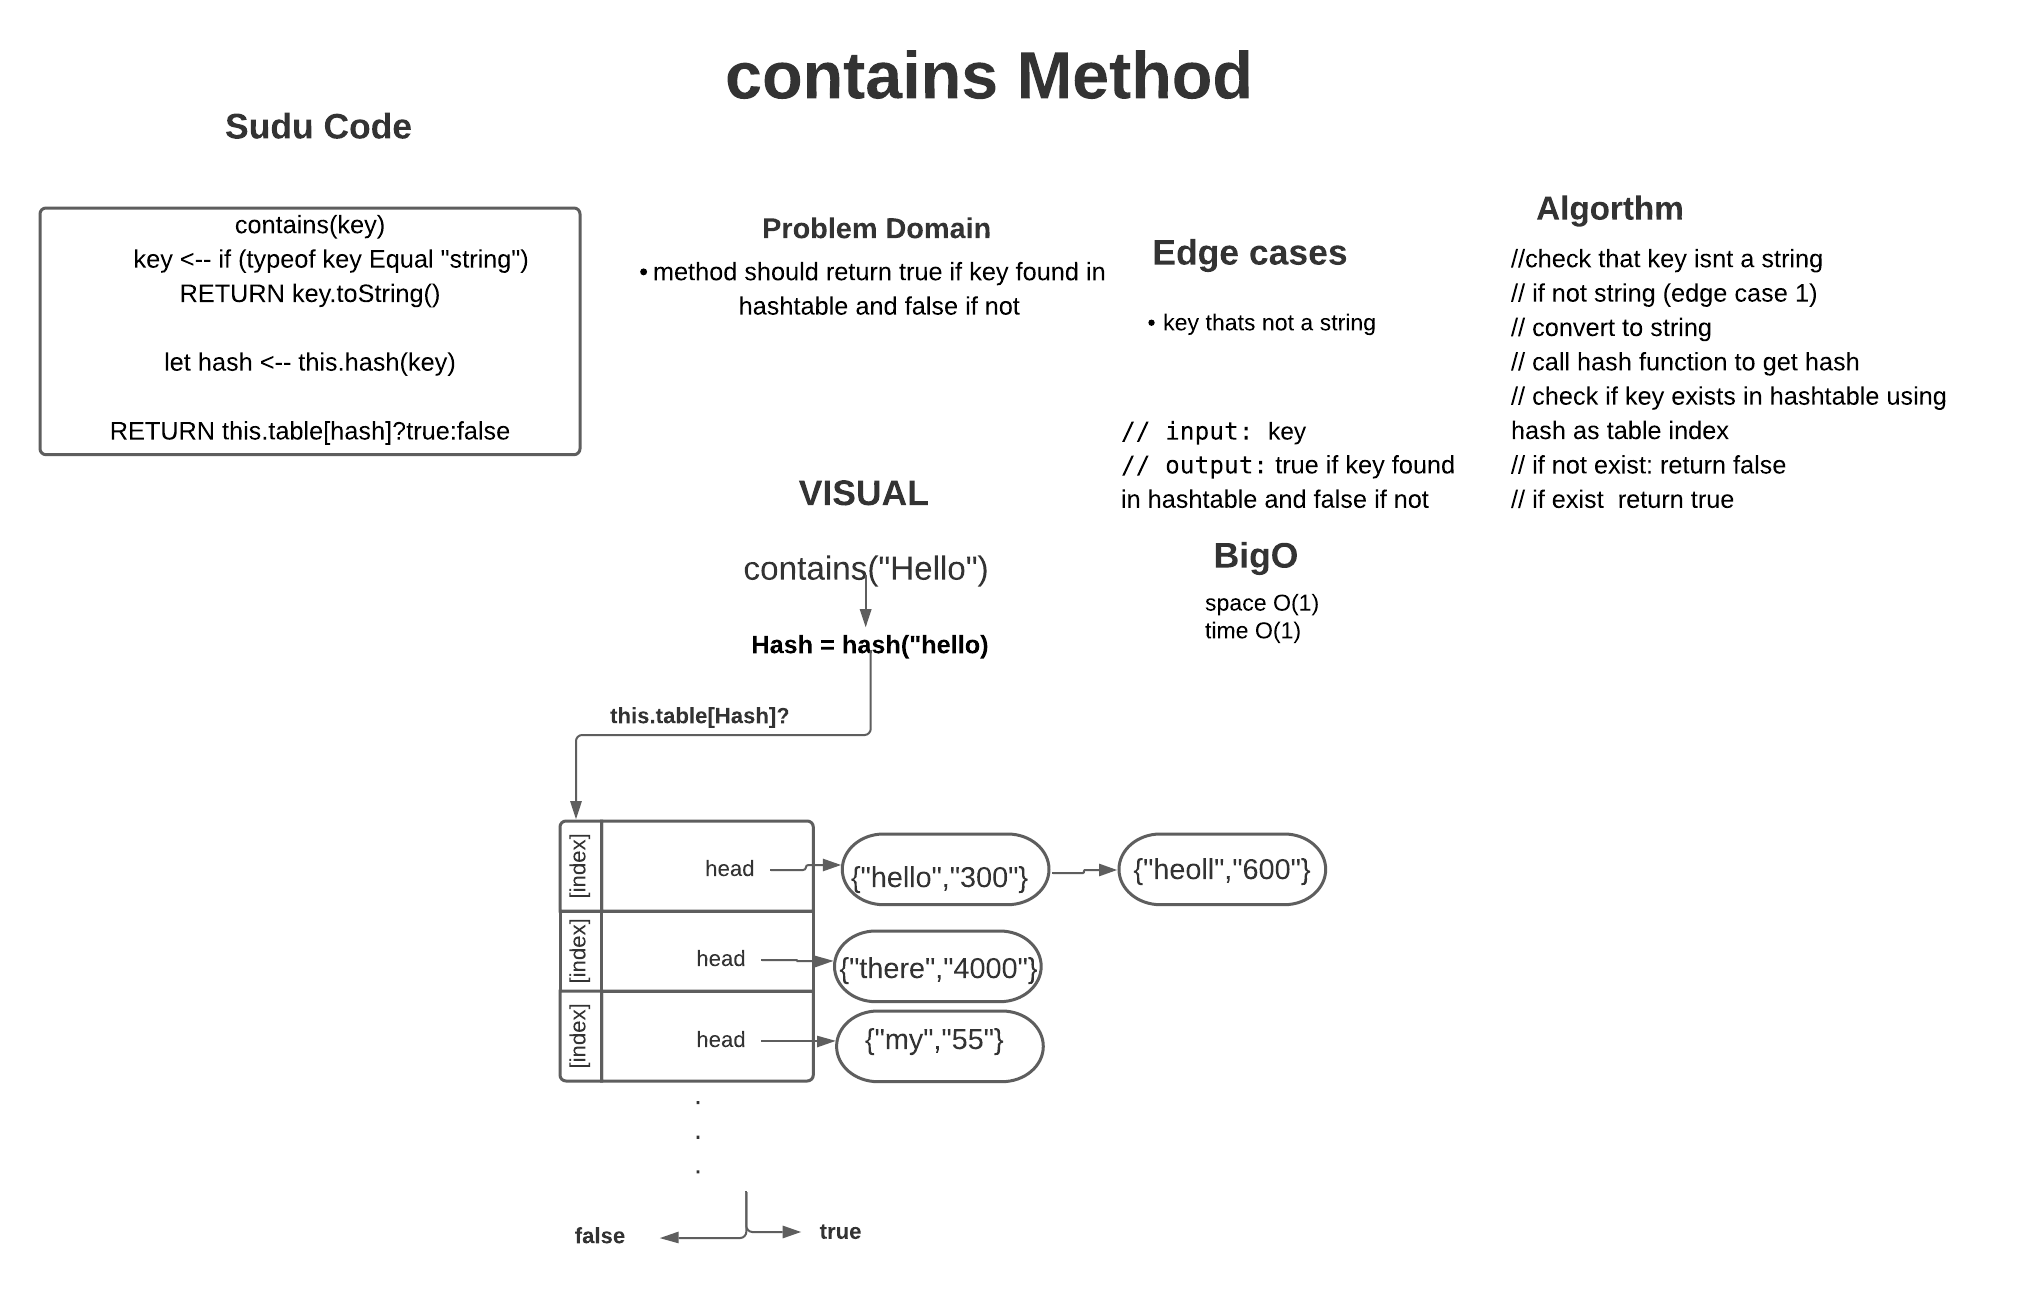 contains Method
Sudu Code
contains(key)
key <-- if (typeof key Equal "string")
RETURN key.toString()
let hash <-- this.hash(key)
RETURN this.table[hash]?true:false
Problem Domain
• method should return true if key found in
hashtable and false if not
Edge cases
• key thats not a string
// input: key
// output: true if key found
in hashtable and false if not
Algorthm
//check that key isnt a string
// if not string (edge case 1)
// convert to string
// call hash function to get hash
// check if key exists in hashtable using
hash as table index
// if not exist: return false
// if exist  return true
BigO
space O(1)
time O(1)
VISUAL
contains("Hello")
Hash = hash("hello)
this.table[Hash]?
[index]
head
{"hello","300"}
{"heoll","600"}
[index]
head
{"there","4000"}
[index]
head
{"my","55"}
.
.
.
false
true